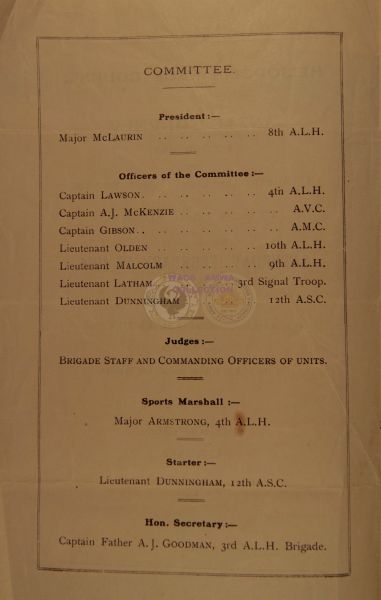 COMMITTEE.
President:—
Major McLAURIN .. .. .. .. .. 8th A.L.H.
Officers of the Committee:—
Captain LAWSON. .. .. .. .. .. 4th A.L.H.
Captain A.J. McKENZIE .. .. .. .. .. A.V.C.
Captain GIBSON. .. .. .. .. .. .. A.M.C.
Lieutenant OLDEN .. .. .. .. .. 10th A.L.H.
Lieutenant MALCOLM .. .. .. .. 9th A.L.H.
Lieutenant LATHAM. .. .. .. 3rd Signal Troop.
Lieutenant DUNNINGHAM .. .. .. .. 12th A.S.C.
COLLECTION
Judges:—
BRIGADE STAFF AND COMMANDING OFFICERS OF UNITS.
Sports Marshall:—
Major ARMSTRONG, 4th A.L.H.
Starter:—
Lieutenant DUNNINGHAM, 12th A.S.C.
Hon. Secretary:—
Captain Father A. J. GOODMAN, 3rd A.L.H. Brigade.